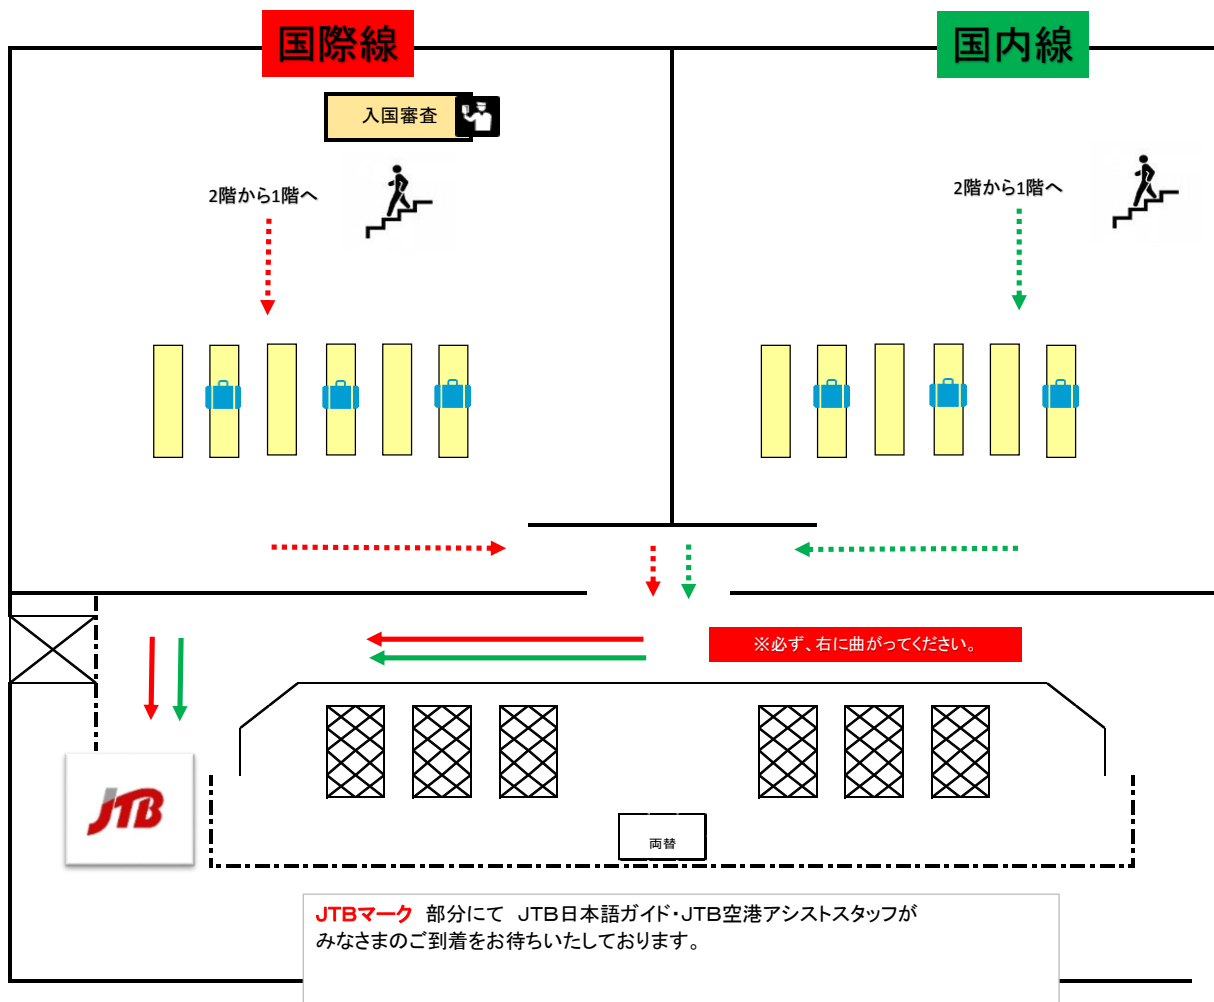 国際線
国内線
入国審査
2階から1階へ
2階から1階へ
※必ず、右に曲がってください。
JTB
両替
JTBマーク 部分にて JTB日本語ガイド・JTB空港アシストスタッフが
みなさまのご到着をお待ちいたしております。